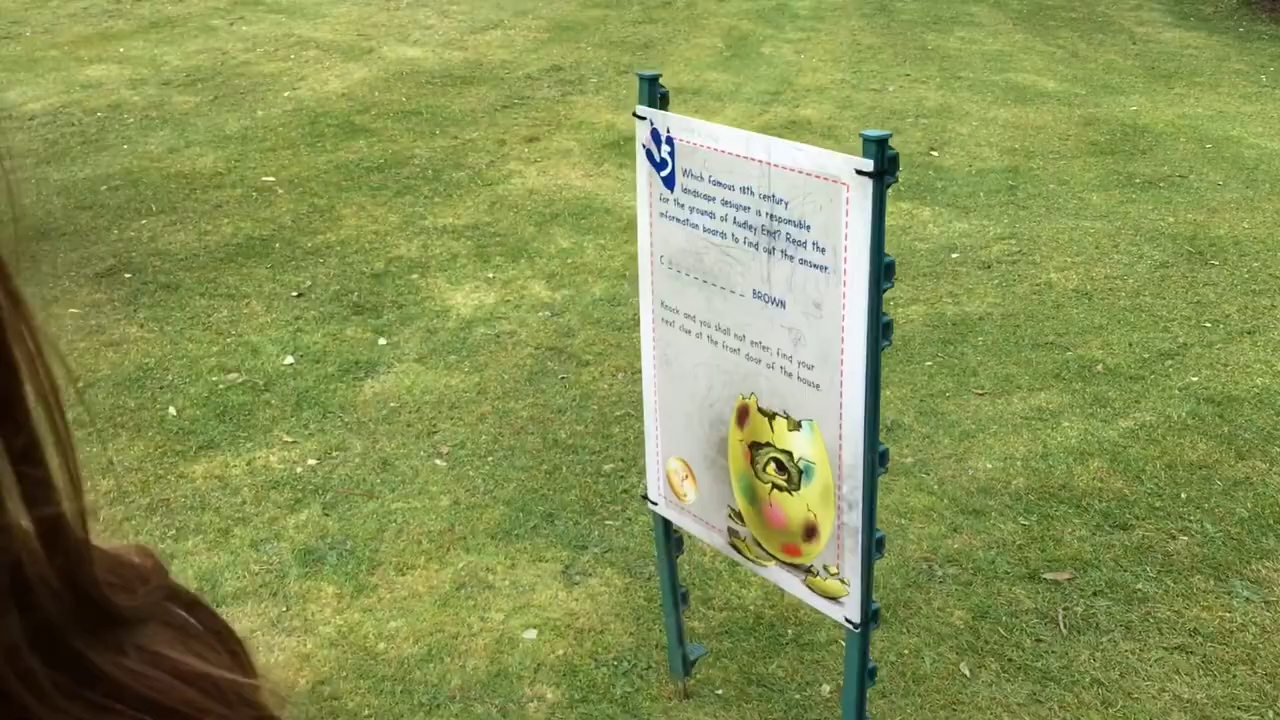 5
Which famous 18th century
landscape designer is responsible
for the grounds of Audley End? Read the
information boards to find out the answer.
C _ _ _ _ _ _ _ _ _ BROWN
Knock and you shall not enter; find your
next clue at the front door of the house.